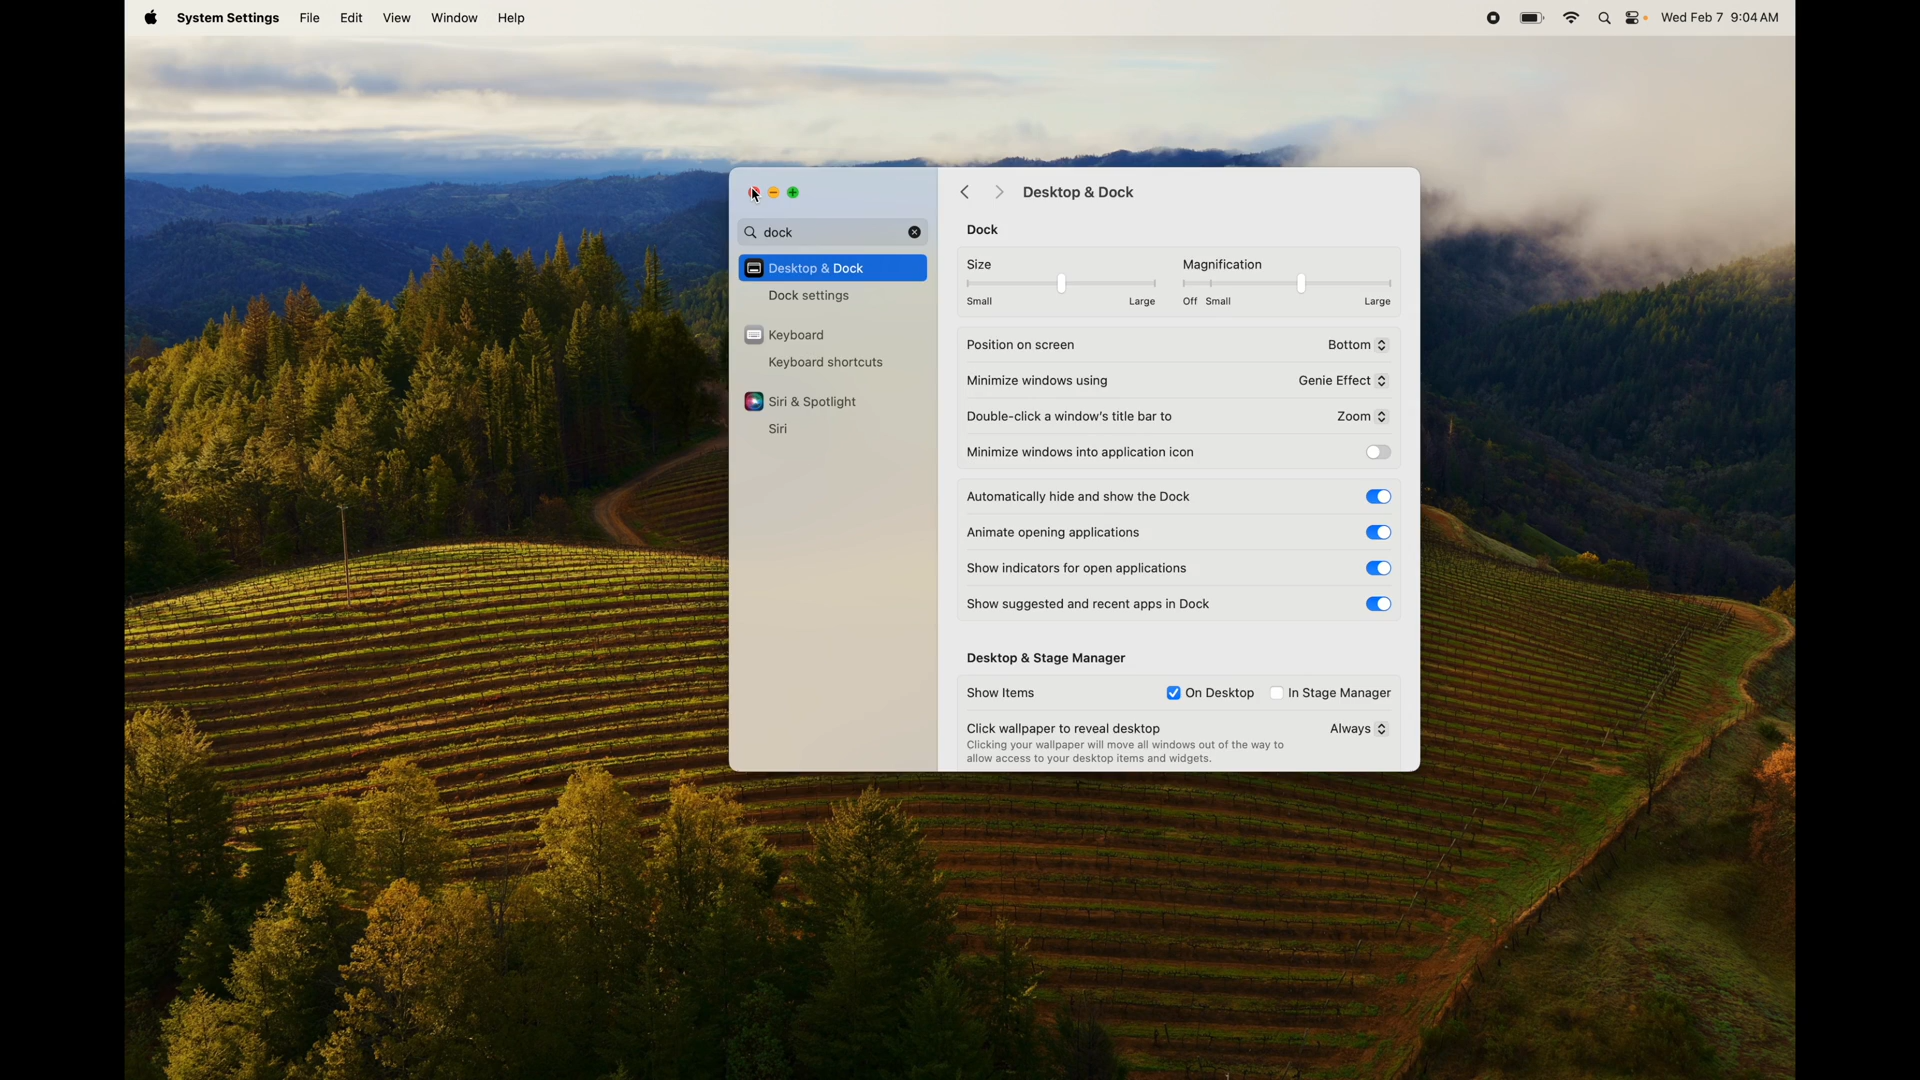 System Settings File Edit View Window Help Wed Feb 7 9:04 AM
Desktop & Dock
dock
Desktop & Dock
Dock settings
Keyboard
Keyboard shortcuts
Siri & Spotlight
Siri
Dock
Size Magnification
Small Large Off Small Large
Position on screen Bottom
Minimize windows using Genie Effect
Double-click a window's title bar to Zoom
Minimize windows into application icon
Automatically hide and show the Dock
Animate opening applications
Show indicators for open applications
Show suggested and recent apps in Dock
Desktop & Stage Manager
Show Items On Desktop In Stage Manager
Click wallpaper to reveal desktop Always
Clicking your wallpaper will move all windows out of the way to
allow access to your desktop items and widgets.